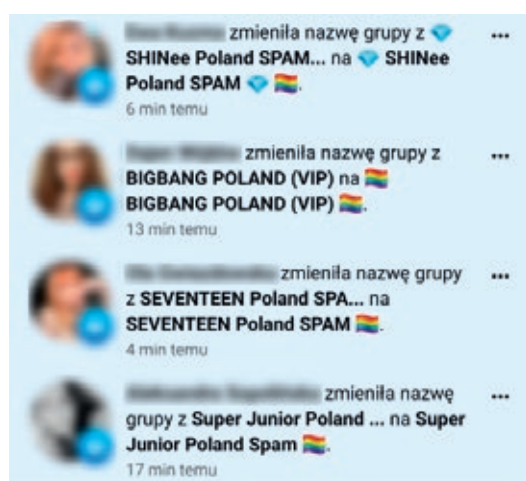 zmieniła nazwę grupy z 💎
SHINee Poland SPAM... na 💎 SHINee
Poland SPAM 💎 🏳️‍🌈.
6 min temu
zmieniła nazwę grupy z
BIGBANG POLAND (VIP) na 🏳️‍🌈
BIGBANG POLAND (VIP) 🏳️‍🌈.
13 min temu
zmieniła nazwę grupy
z SEVENTEEN Poland SPA... na
SEVENTEEN Poland SPAM 🏳️‍🌈.
4 min temu
zmieniła nazwę
grupy z Super Junior Poland ... na Super
Junior Poland Spam 🏳️‍🌈.
17 min temu